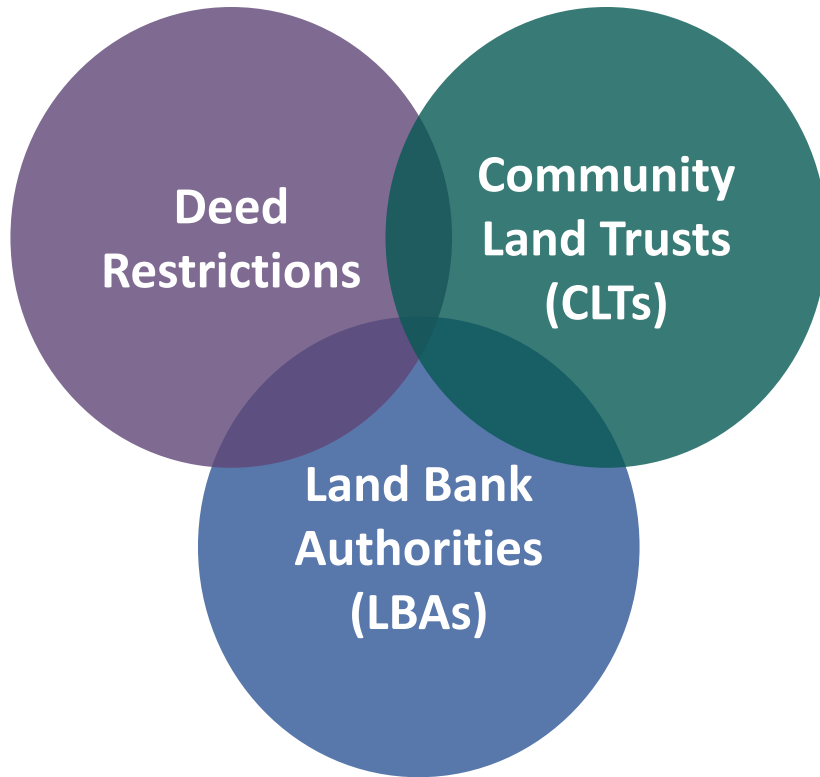 Deed
Restrictions
Community
Land Trusts
(CLTs)
Land Bank
Authorities
(LBAs)